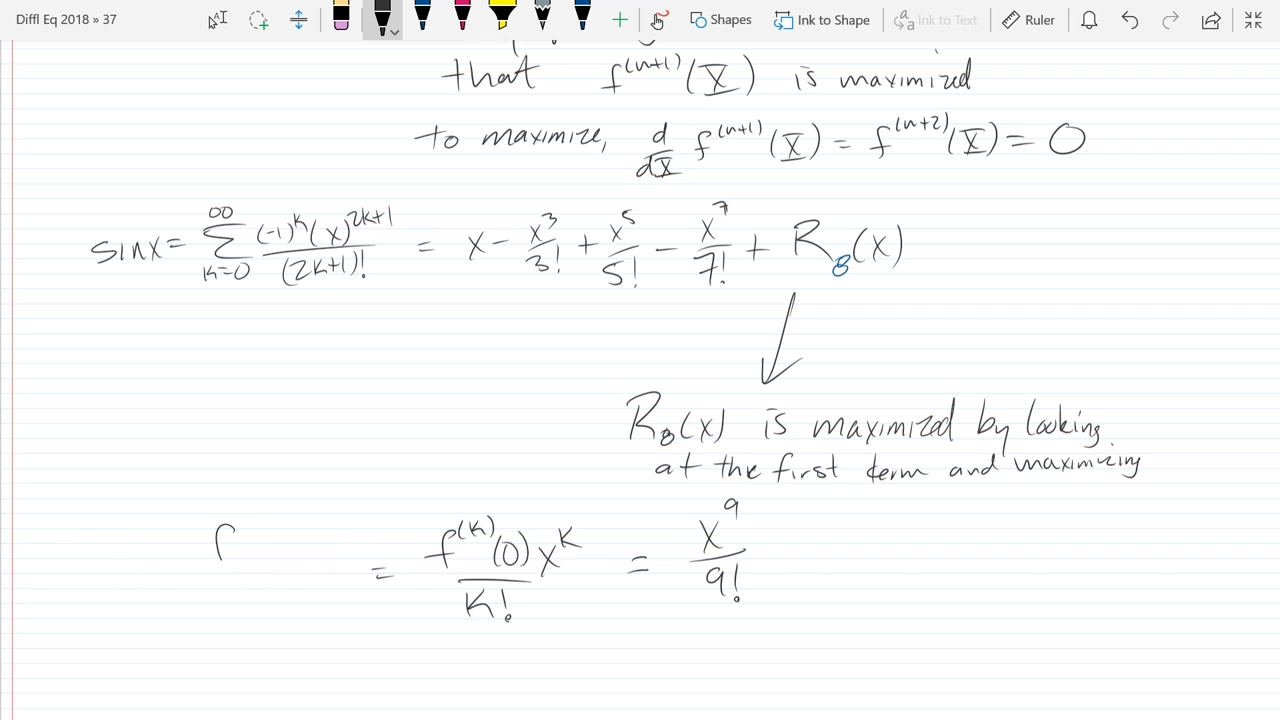 Diffl Eq 2018 » 37
Shapes
Ink to Shape
Ink to Text
Ruler
that f^(n+1)(X) is maximized
to maximize, d/dX f^(n+1)(X) = f^(n+2)(X) = 0
sinx = ∑_{k=0}^{∞} (-1)^k (x)^{2k+1} / (2k+1)! = x - x^3/3! + x^5/5! - x^7/7! + R_8(x)
R_8(x) is maximized by looking
at the first term and maximizing
= f^(k)(0) x^k / k! = x^9 / 9!